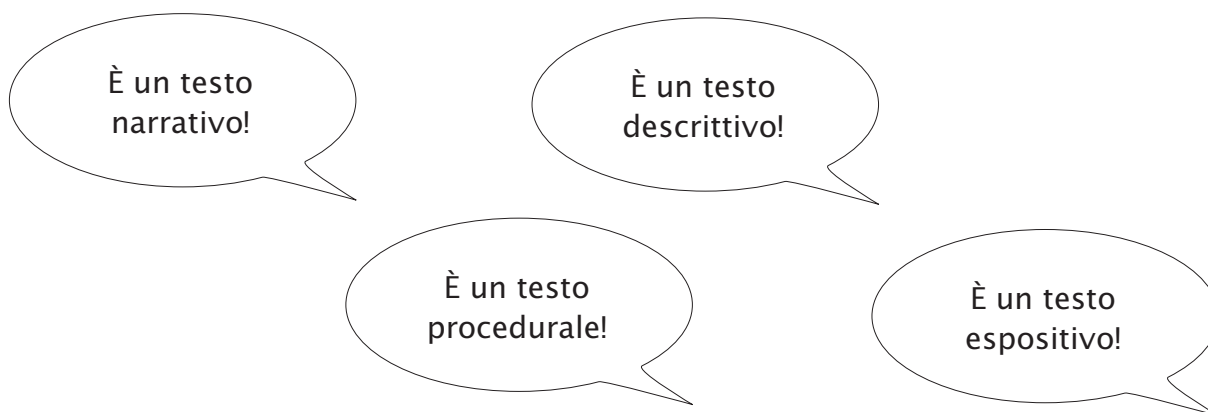 È un testo
narrativo!
È un testo
descrittivo!
È un testo
procedurale!
È un testo
espositivo!